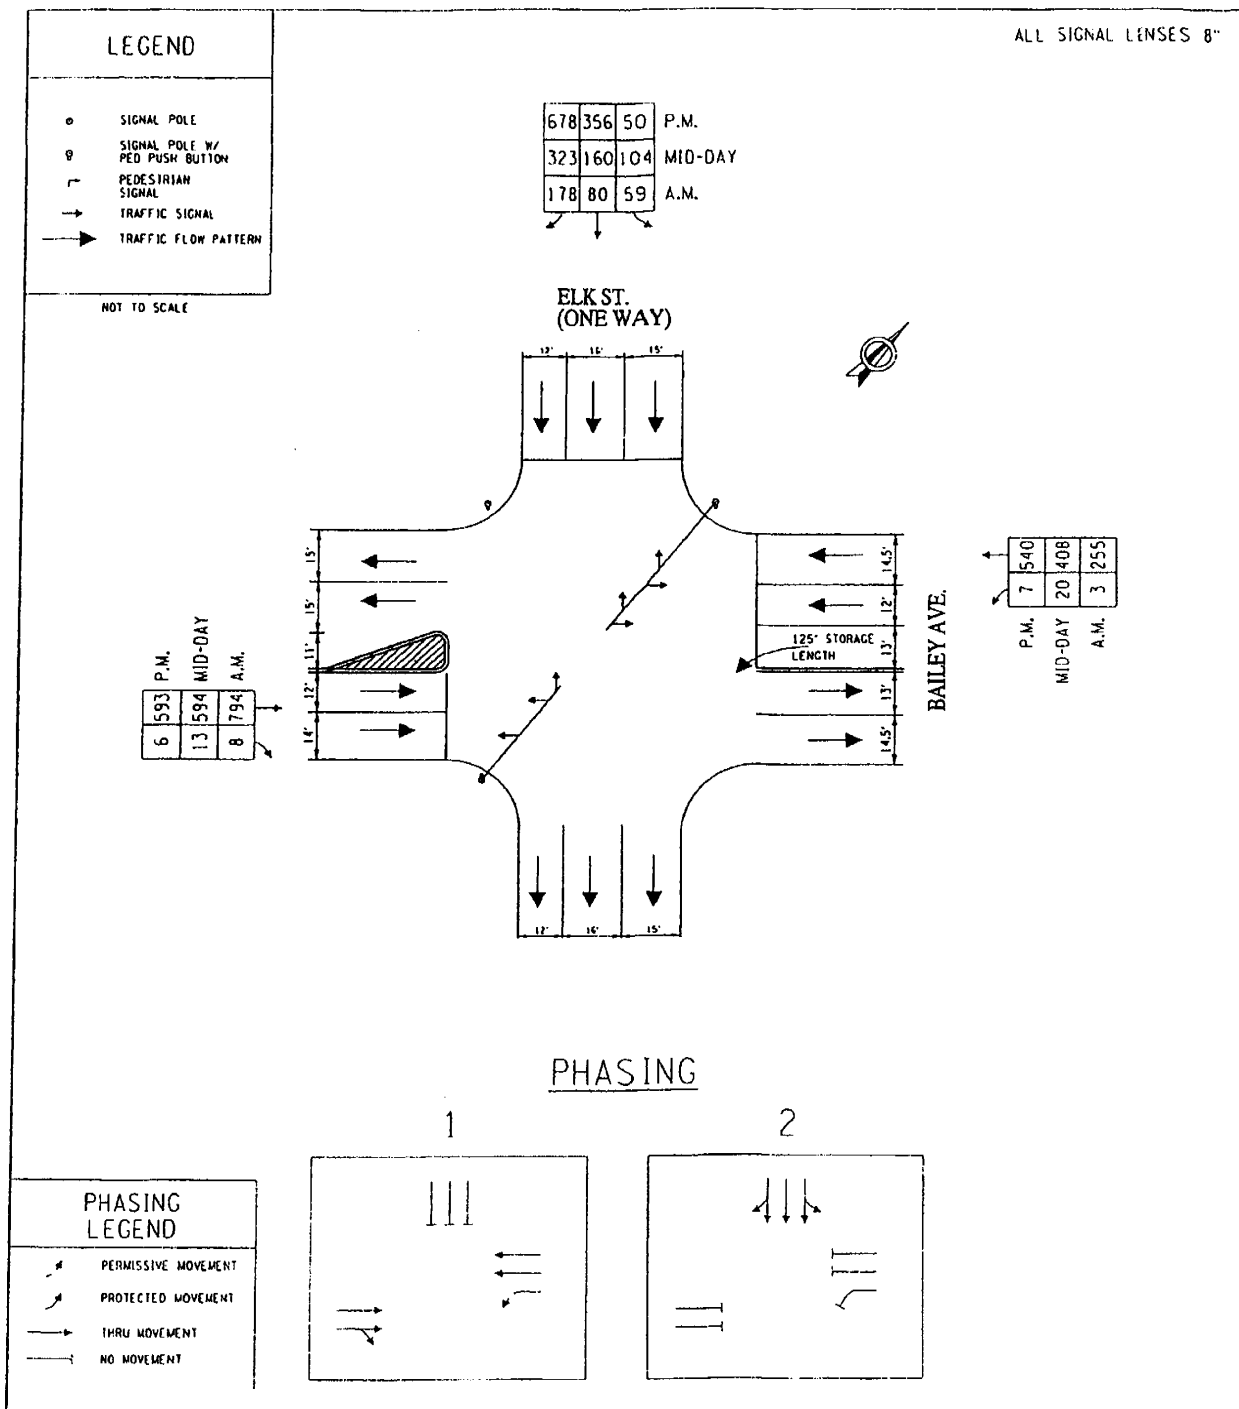 LEGEND
SIGNAL POLE
SIGNAL POLE W/
PED PUSH BUTTON
PEDESTRIAN
SIGNAL
TRAFFIC SIGNAL
TRAFFIC FLOW PATTERN
NOT TO SCALE
ALL SIGNAL LENSES 8"
678 356 50 P.M.
323 160 104 MID-DAY
178 80 59 A.M.
ELK ST.
(ONE WAY)
12' 16' 15'
15'
15'
11'
12'
14'
14.5'
12'
13'
13'
14.5'
125' STORAGE
LENGTH
BAILEY AVE.
6 593 P.M.
13 594 MID-DAY
8 794 A.M.
P.M. 7 540
MID-DAY 20 408
A.M. 3 255
12' 16' 15'
PHASING
1 2
PHASING
LEGEND
PERMISSIVE MOVEMENT
PROTECTED MOVEMENT
THRU MOVEMENT
NO MOVEMENT